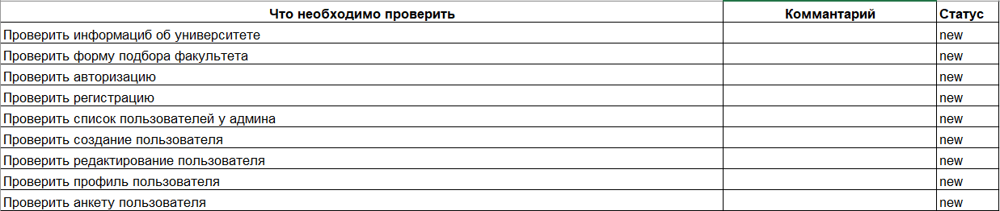 Что необходимо проверить Коммантарий Статус
Проверить информациб об университете new
Проверить форму подбора факультета new
Проверить авторизацию new
Проверить регистрацию new
Проверить список пользователей у админа new
Проверить создание пользователя new
Проверить редактирование пользователя new
Проверить профиль пользователя new
Проверить анкету пользователя new